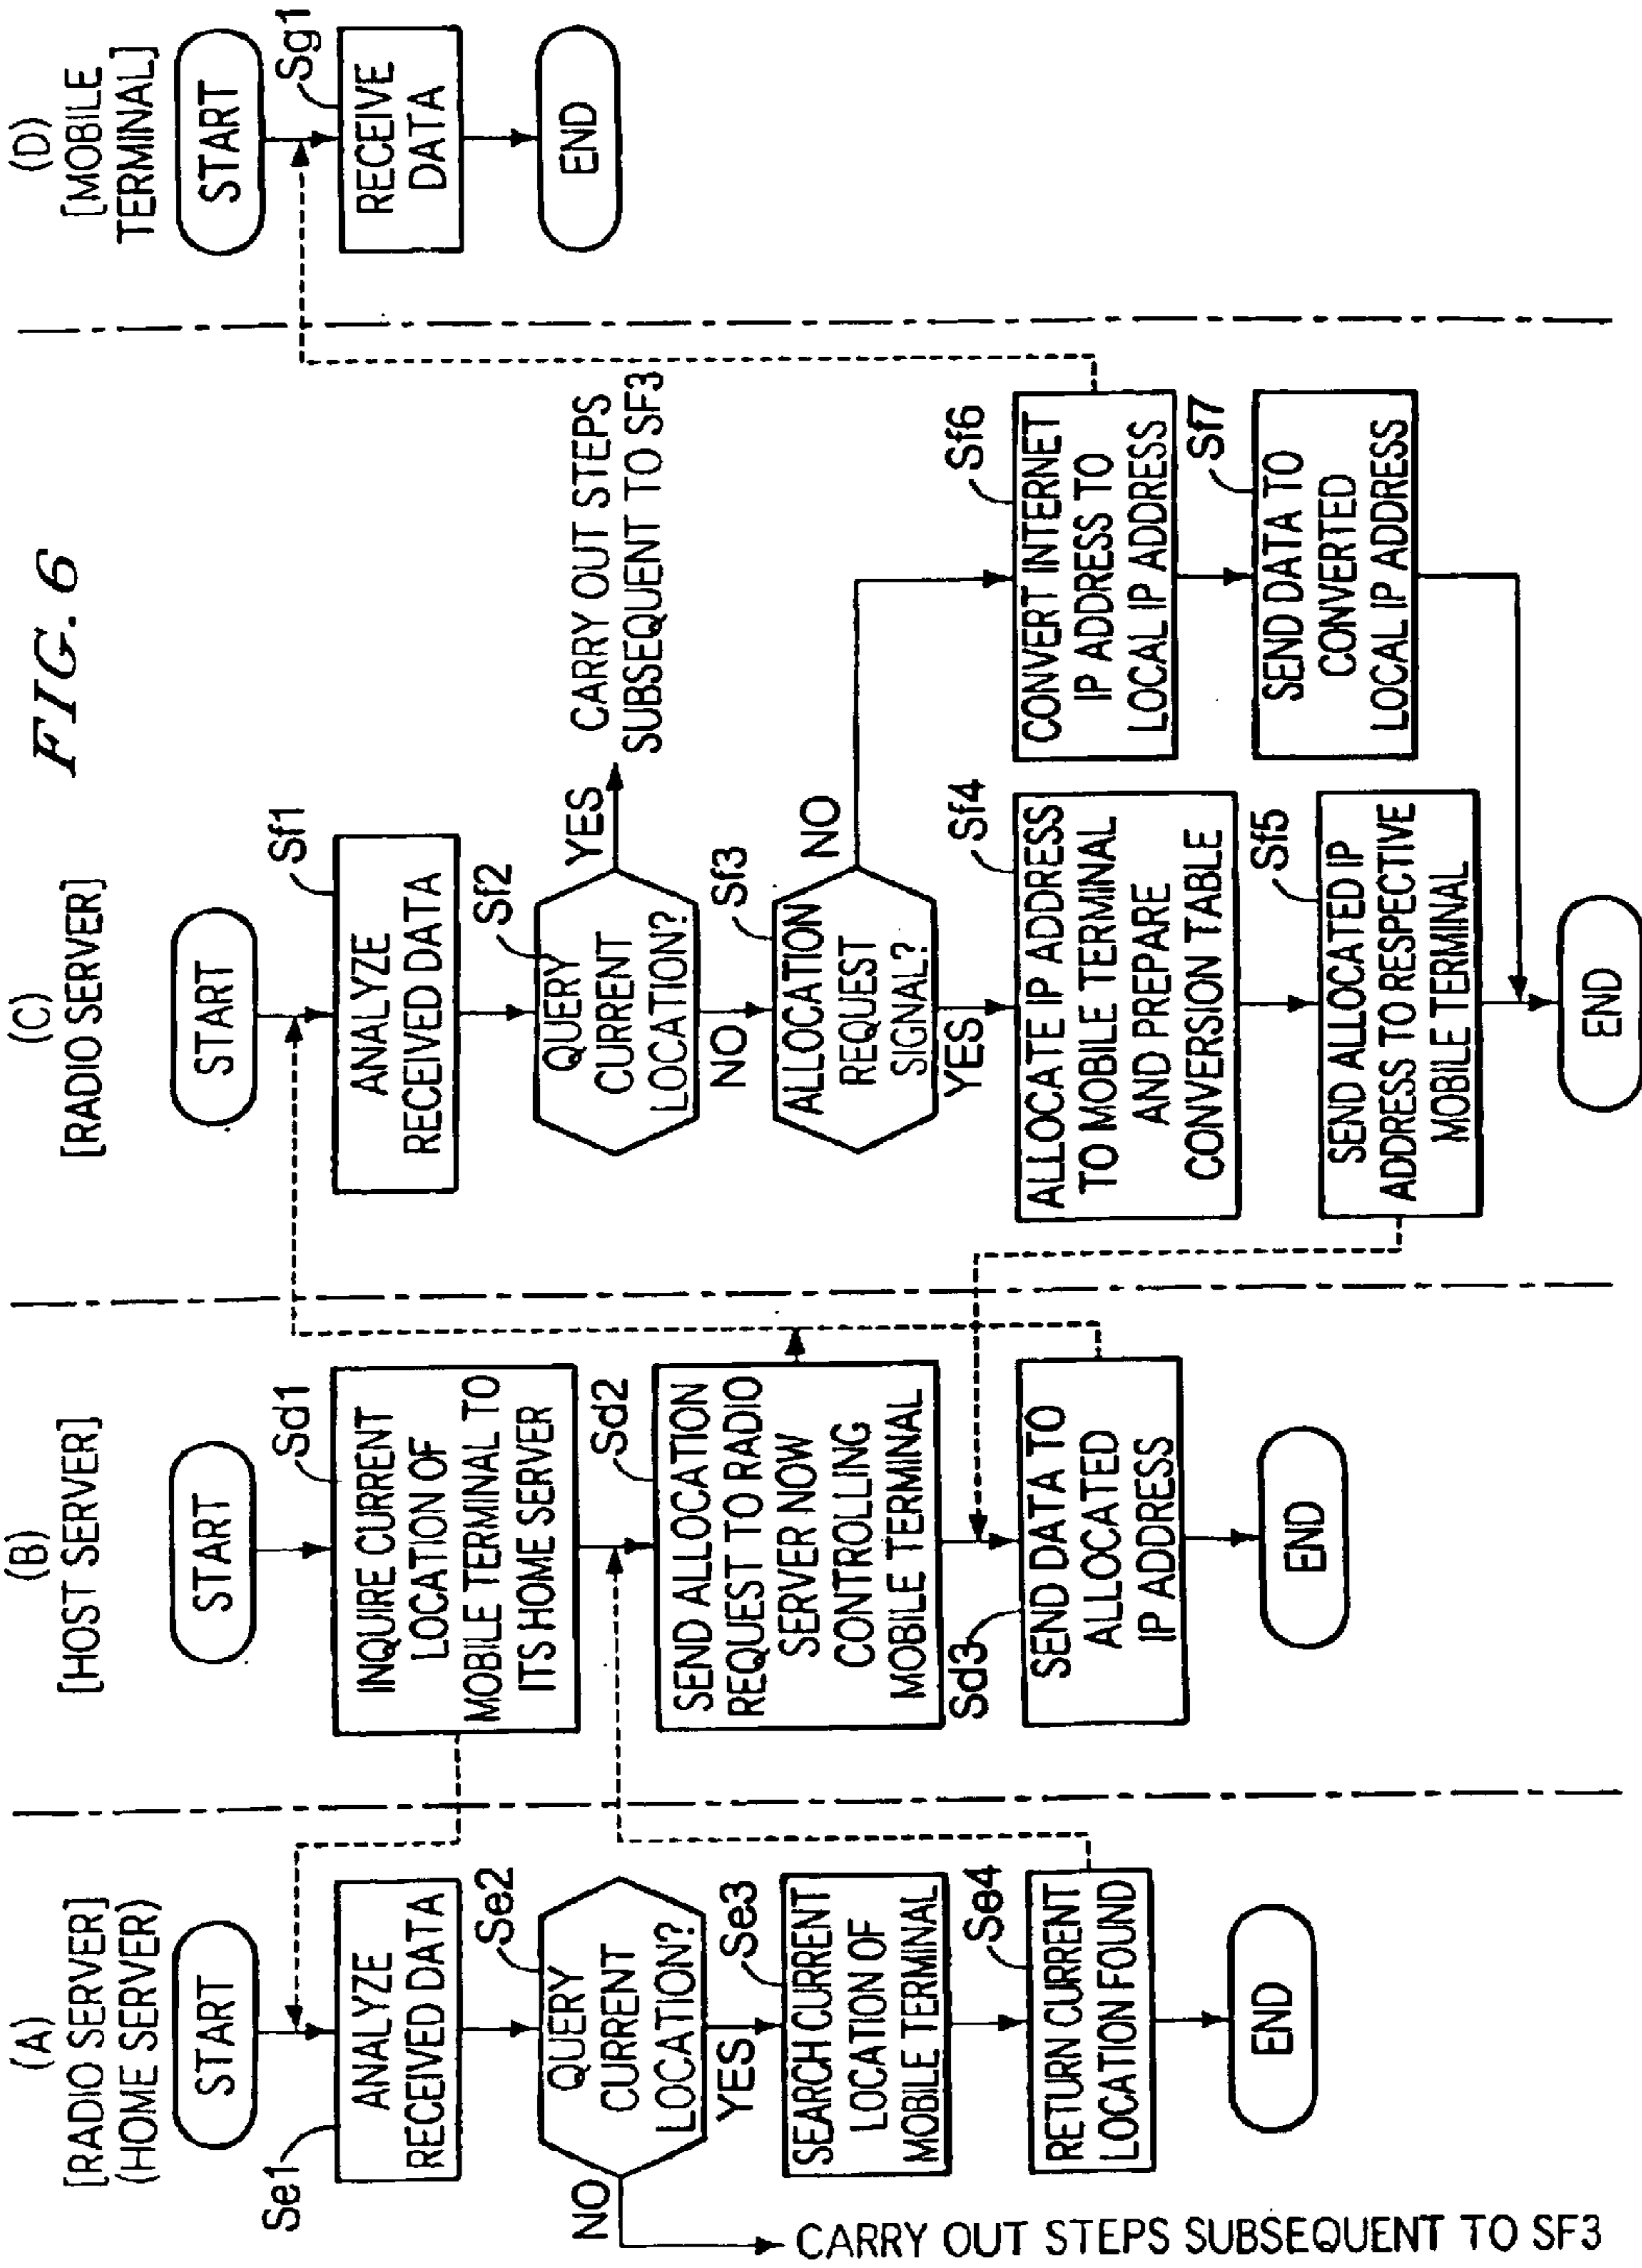 FIG. 6
(A)
[RADIO SERVER]
(HOME SERVER)
START
Se1
ANALYZE
RECEIVED DATA
Se2
QUERY
CURRENT
LOCATION?
NO
CARRY OUT STEPS SUBSEQUENT TO SF3
YES
Se3
SEARCH CURRENT
LOCATION OF
MOBILE TERMINAL
Se4
RETURN CURRENT
LOCATION FOUND
END
(B)
[HOST SERVER]
START
Sd1
INQUIRE CURRENT
LOCATION OF
MOBILE TERMINAL TO
ITS HOME SERVER
Sd2
SEND ALLOCATION
REQUEST TO RADIO
SERVER NOW
CONTROLLING
MOBILE TERMINAL
Sd3
SEND DATA TO
ALLOCATED
IP ADDRESS
END
(C)
[RADIO SERVER]
START
Sf1
ANALYZE
RECEIVED DATA
Sf2
QUERY
CURRENT
LOCATION?
YES
CARRY OUT STEPS
SUBSEQUENT TO SF3
NO
Sf3
ALLOCATION
REQUEST
SIGNAL?
NO
YES
Sf4
ALLOCATE IP ADDRESS
TO MOBILE TERMINAL
AND PREPARE
CONVERSION TABLE
Sf5
SEND ALLOCATED IP
ADDRESS TO RESPECTIVE
MOBILE TERMINAL
Sf6
CONVERT INTERNET
IP ADDRESS TO
LOCAL IP ADDRESS
Sf7
SEND DATA TO
CONVERTED
LOCAL IP ADDRESS
END
(D)
[MOBILE
TERMINAL]
START
Sg1
RECEIVE
DATA
END